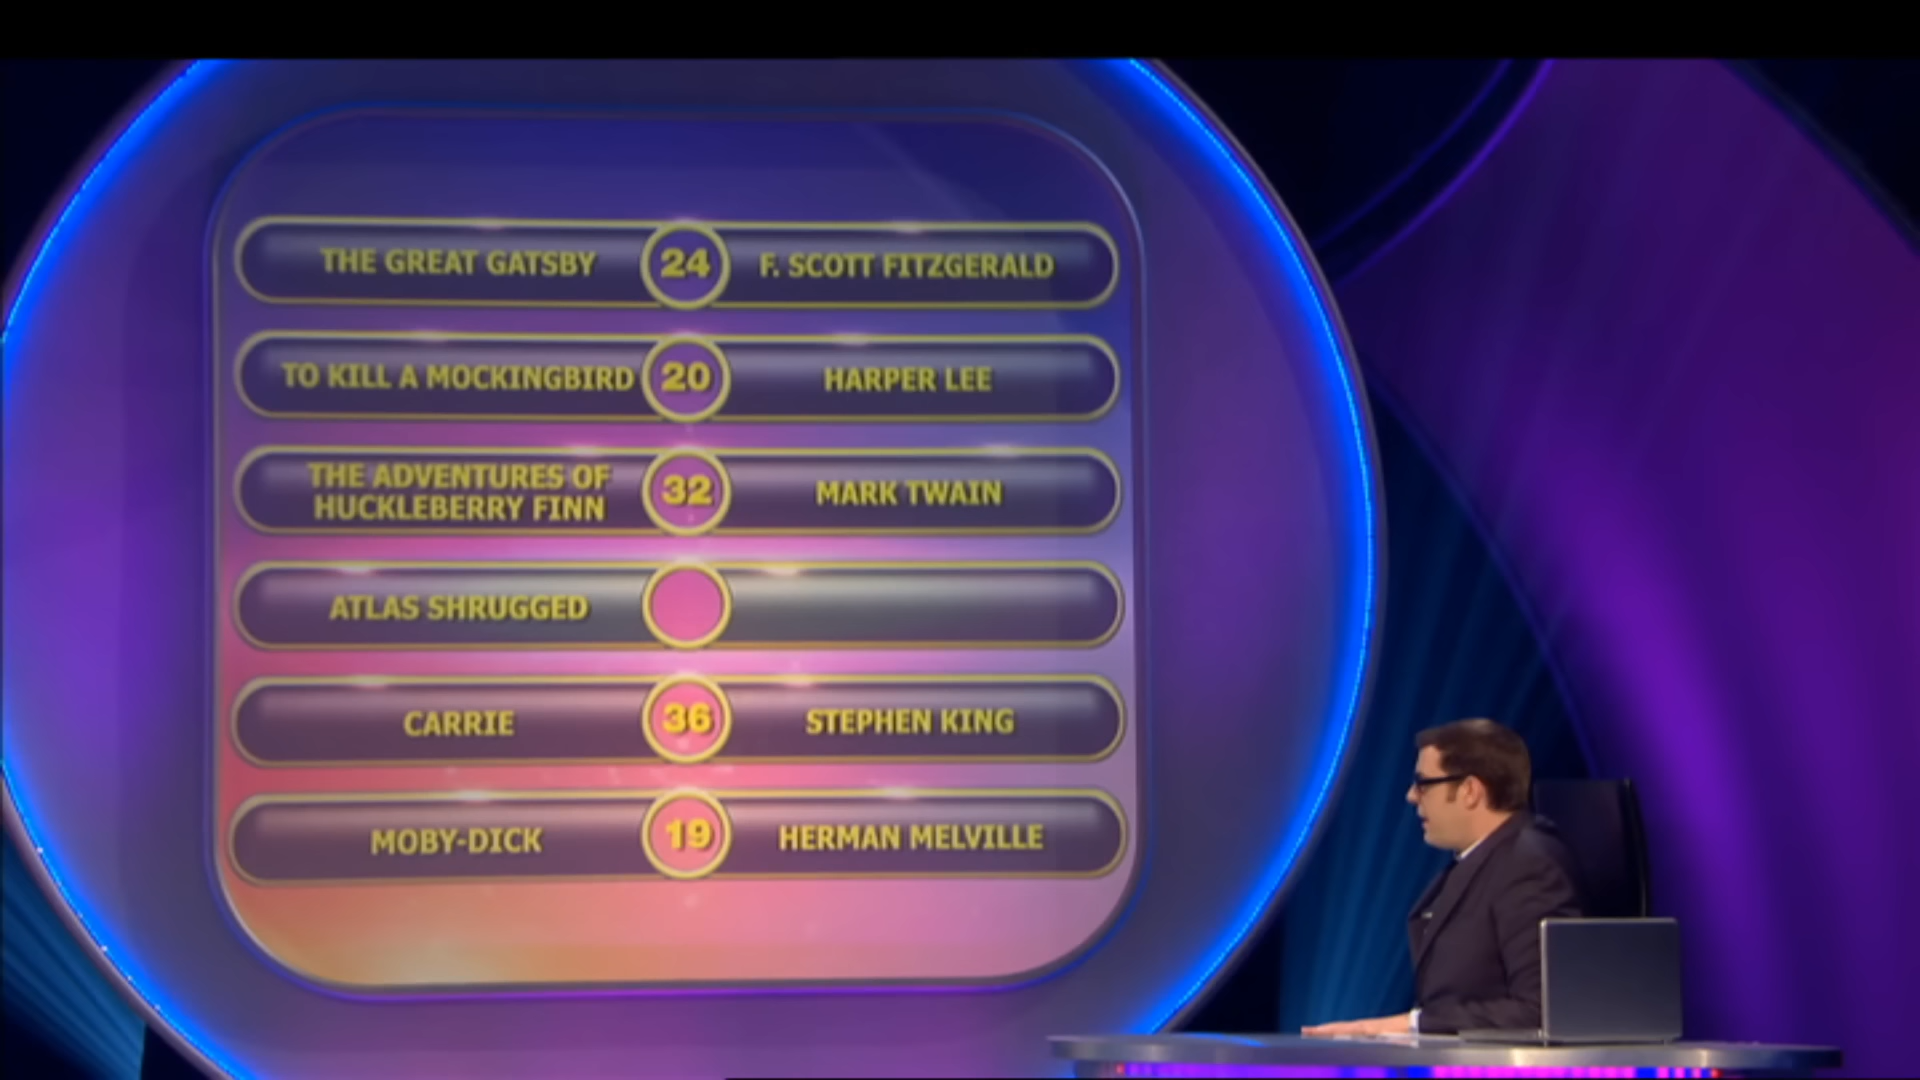 THE GREAT GATSBY 24 F. SCOTT FITZGERALD
TO KILL A MOCKINGBIRD 20 HARPER LEE
THE ADVENTURES OF
HUCKLEBERRY FINN 32 MARK TWAIN
ATLAS SHRUGGED
CARRIE 36 STEPHEN KING
MOBY-DICK 19 HERMAN MELVILLE